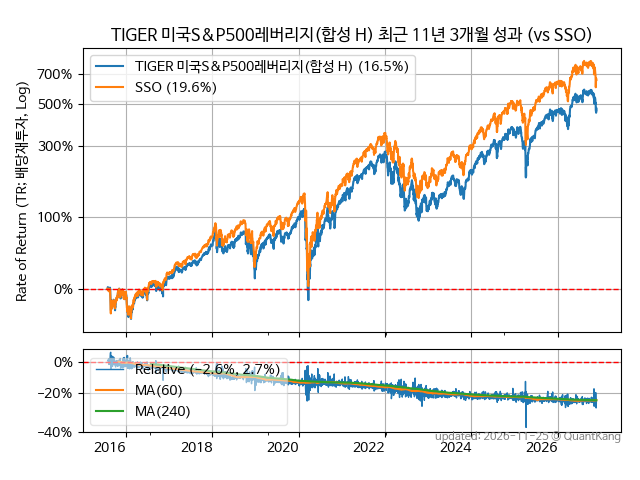 TIGER 미국S&P500레버리지(합성 H) 최근 11년 3개월 성과 (vs SSO)
Rate of Return (TR: 배당재투자, Log)
700%
500%
300%
100%
0%
TIGER 미국S&P500레버리지(합성 H) (16.5%)
SSO (19.6%)
0%
−20%
−40%
Relative (−2.6%, 2.7%)
MA(60)
MA(240)
2016
2018
2020
2022
2024
2026
updated: 2026-11-25 © QuantKang